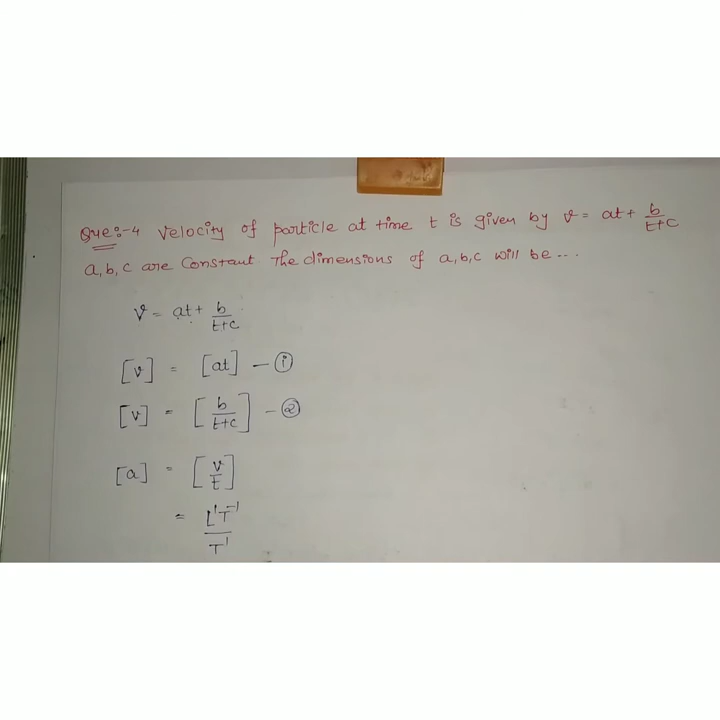 Que:-4 Velocity of particle at time t is given by v = at + b/t+c
a, b, c are Constant The dimensions of a, b, c will be ...
v = at + b/t+c
[v] = [at] - ①
[v] = [b/t+c] - ②
[a] = [v/t]
= L¹T⁻¹/T¹